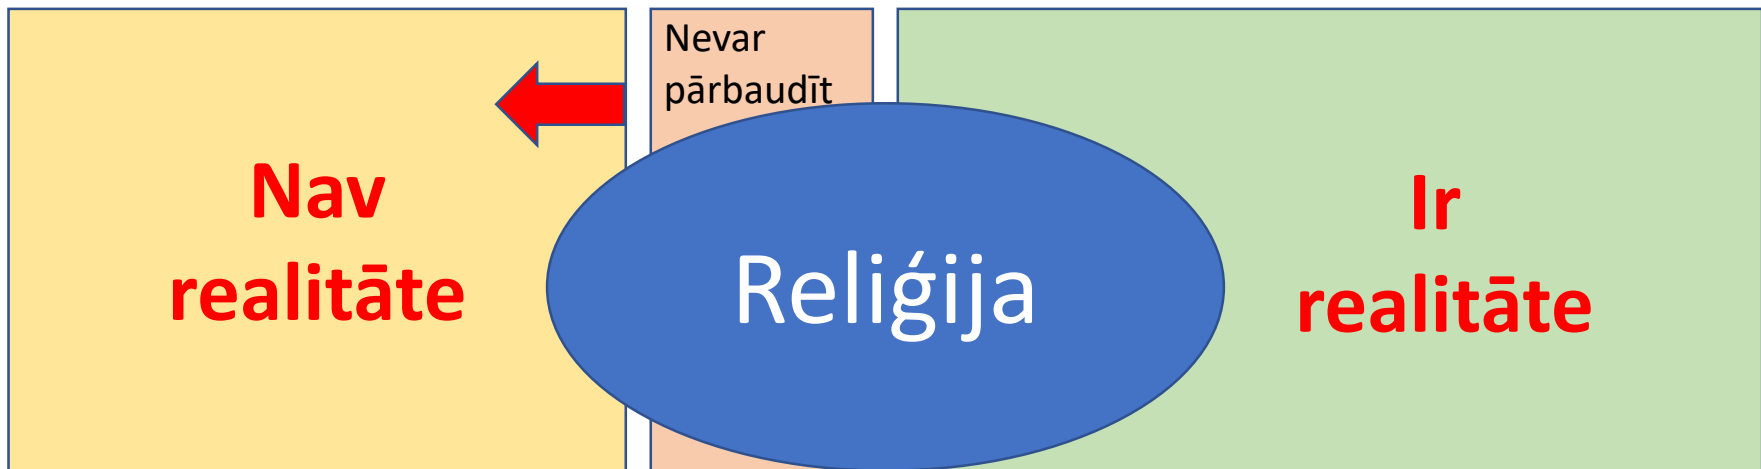 Nevar
pārbaudīt
Nav
realitāte
Reliģija
Ir
realitāte